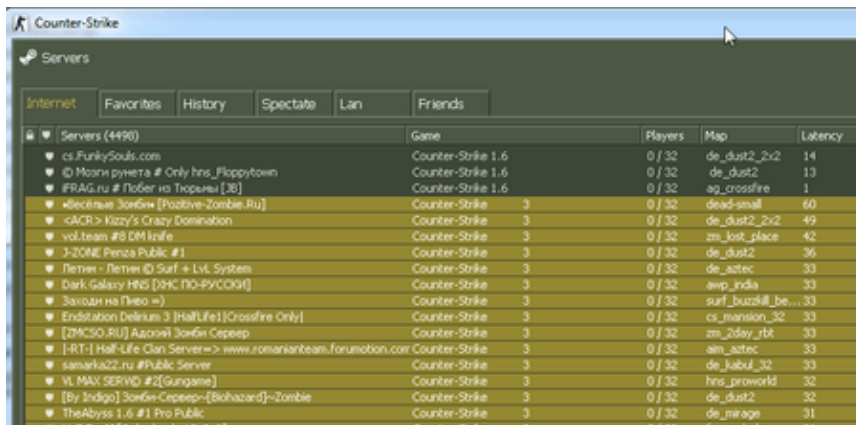 Counter-Strike
Servers
Internet Favorites History Spectate Lan Friends
Servers (4498) Game Players Map Latency
cs.FunkySouls.com Counter-Strike 1.6 0 / 32 de_dust2_2x2 14
© Мозги рунета # Only hns_Floppytown Counter-Strike 1.6 0 / 32 de_dust2 13
iFRAG.ru # Побег из Тюрьмы [JB] Counter-Strike 1.6 0 / 32 ag_crossfire 1
•Весёлые Зомби• [Pozitive-Zombie.Ru] Counter-Strike 3 0 / 32 dead-small 60
<ACR> Kizzy's Crazy Domination Counter-Strike 3 0 / 32 de_dust2_2x2 49
vol.team #8 DM knife Counter-Strike 3 0 / 32 zm_lost_place 42
J-ZONE Penza Public #1 Counter-Strike 3 0 / 32 de_dust2 36
Летим - Летим © Surf + LvL System Counter-Strike 3 0 / 32 de_aztec 33
Dark Galaxy HNS [ХНС ПО-РУССКИ] Counter-Strike 3 0 / 32 awp_india 33
Заходи на Пиво =) Counter-Strike 3 0 / 32 surf_buzzkill_be... 33
Endstation Delirium 3 |HalfLife1|Crossfire Only| Counter-Strike 3 0 / 32 cs_mansion_32 33
[ZMCSO.RU] Адский Зомби Сервер Counter-Strike 3 0 / 32 zm_2day_rbt 33
[-RT-] Half-Life Clan Server=> www.romanianteam.forumotion.com Counter-Strike 3 0 / 32 aim_aztec 33
samarka22.ru #Public Server Counter-Strike 3 0 / 32 de_kabul_32 33
VL MAX SERV© #2[Gungame] Counter-Strike 3 0 / 32 hns_proworld 32
[By Indigo] Зомби-Сервер~[Biohazard]~Zombie Counter-Strike 3 0 / 32 de_dust2 32
TheAbyss 1.6 #1 Pro Public Counter-Strike 3 0 / 32 de_mirage 31